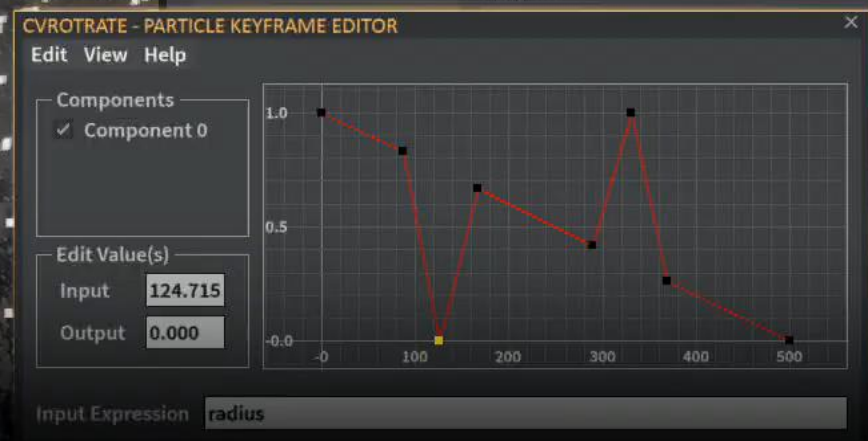 CVROTRATE - PARTICLE KEYFRAME EDITOR
Edit View Help
Components
Component 0
Edit Value(s)
Input 124.715
Output 0.000
1.0
0.5
-0.0
-0 100 200 300 400 500
Input Expression radius